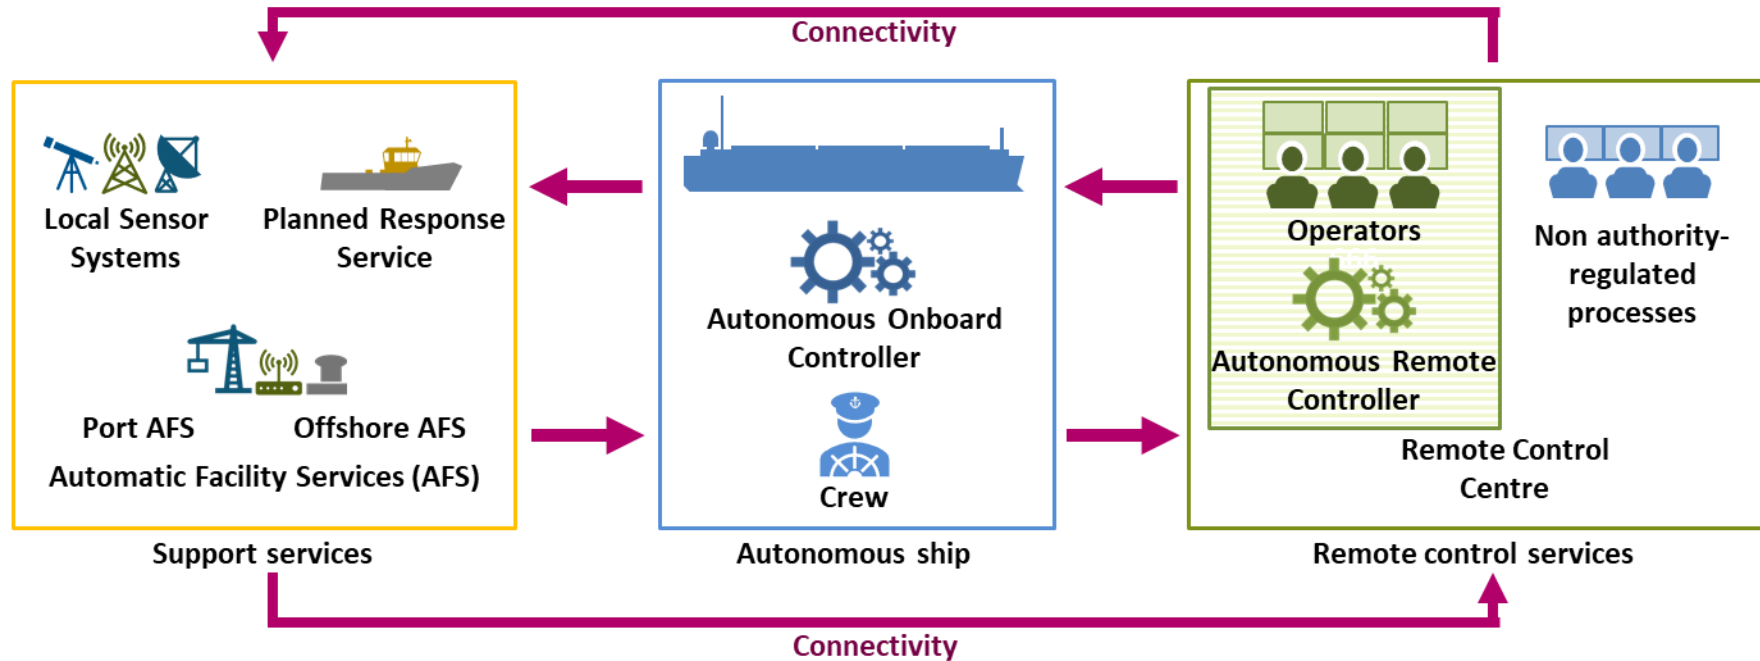 Connectivity
Local Sensor
Systems
Planned Response
Service
Port AFS
Offshore AFS
Automatic Facility Services (AFS)
Support services
Autonomous Onboard
Controller
Crew
Autonomous ship
Operators
Autonomous Remote
Controller
Non authority-
regulated
processes
Remote Control
Centre
Remote control services
Connectivity